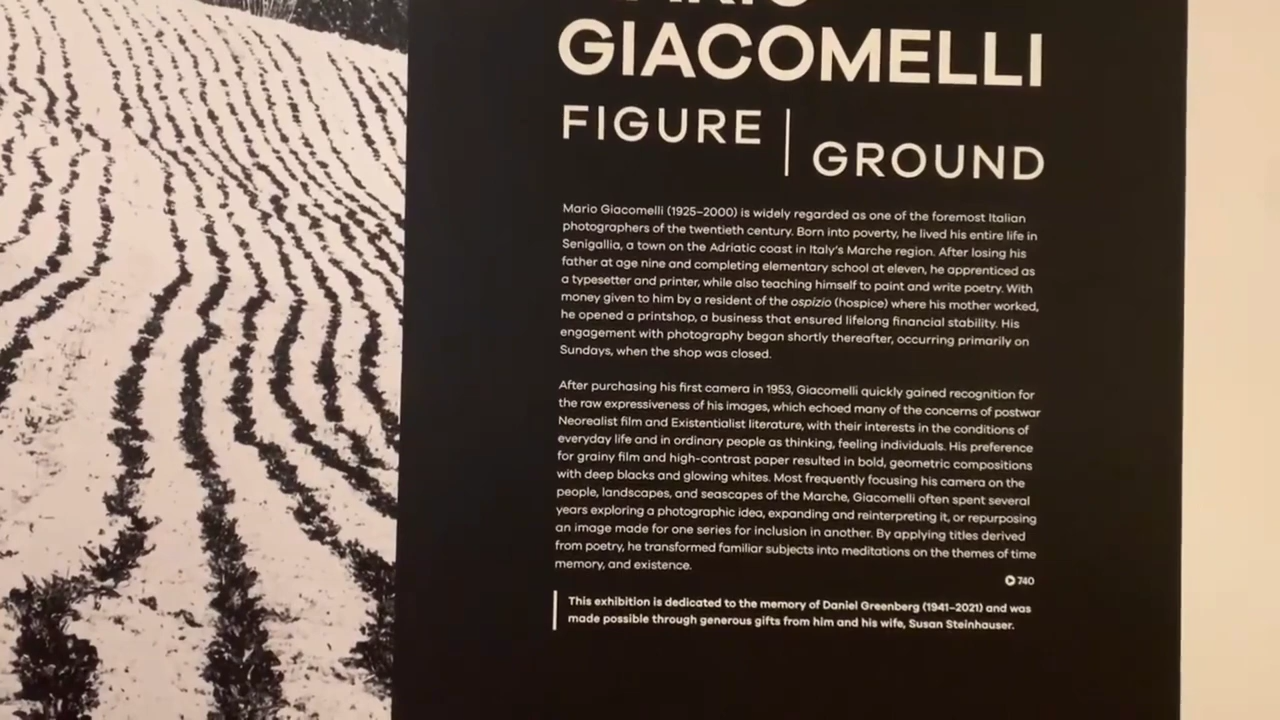 GIACOMELLI
FIGURE
GROUND
Mario Giacomelli (1925–2000) is widely regarded as one of the foremost Italian
photographers of the twentieth century. Born into poverty, he lived his entire life in
Senigallia, a town on the Adriatic coast in Italy's Marche region. After losing his
father at age nine and completing elementary school at eleven, he apprenticed as
a typesetter and printer, while also teaching himself to paint and write poetry. With
money given to him by a resident of the ospizio (hospice) where his mother worked,
he opened a printshop, a business that ensured lifelong financial stability. His
engagement with photography began shortly thereafter, occurring primarily on
Sundays, when the shop was closed.
After purchasing his first camera in 1953, Giacomelli quickly gained recognition for
the raw expressiveness of his images, which echoed many of the concerns of postwar
Neorealist film and Existentialist literature, with their interests in the conditions of
everyday life and in ordinary people as thinking, feeling individuals. His preference
for grainy film and high-contrast paper resulted in bold, geometric compositions
with deep blacks and glowing whites. Most frequently focusing his camera on the
people, landscapes, and seascapes of the Marche, Giacomelli often spent several
years exploring a photographic idea, expanding and reinterpreting it, or repurposing
an image made for one series for inclusion in another. By applying titles derived
from poetry, he transformed familiar subjects into meditations on the themes of time
memory, and existence.
740
This exhibition is dedicated to the memory of Daniel Greenberg (1941–2021) and was
made possible through generous gifts from him and his wife, Susan Steinhauser.